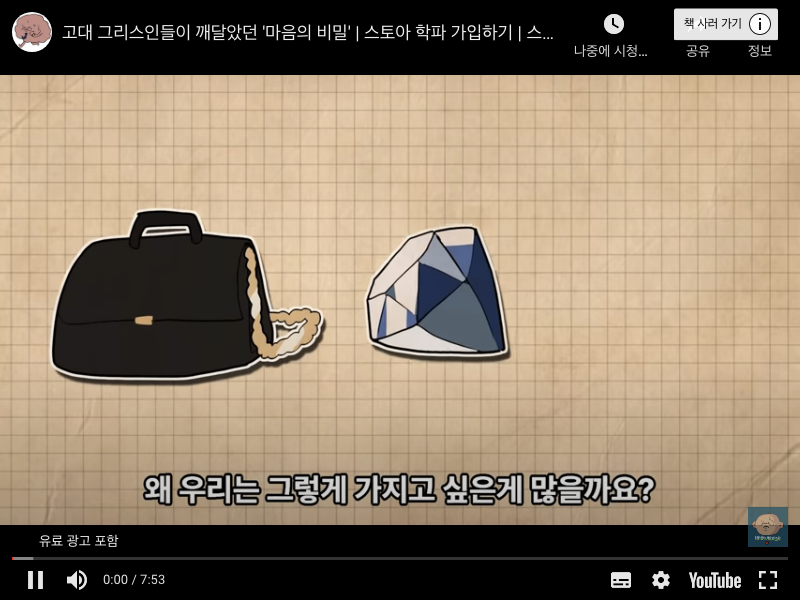 고대 그리스인들이 깨달았던 '마음의 비밀' | 스토아 학파 가입하기 | 스...
나중에 시청...
책 사러 가기
공유
정보
왜 우리는 그렇게 가지고 싶은게 많을까요?
유료 광고 포함
0:00 / 7:53
YouTube